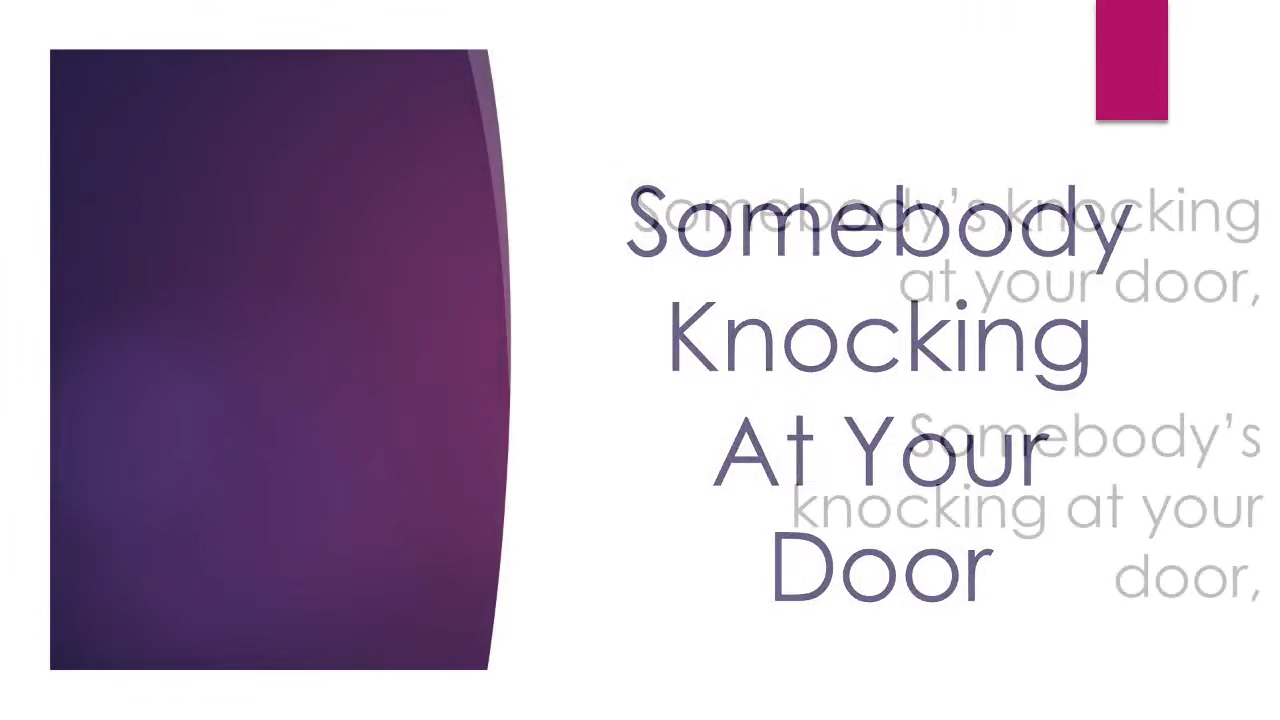 Somebody
Knocking
At Your
Door
Somebody’s knocking
at your door,
Somebody’s
knocking at your
door,